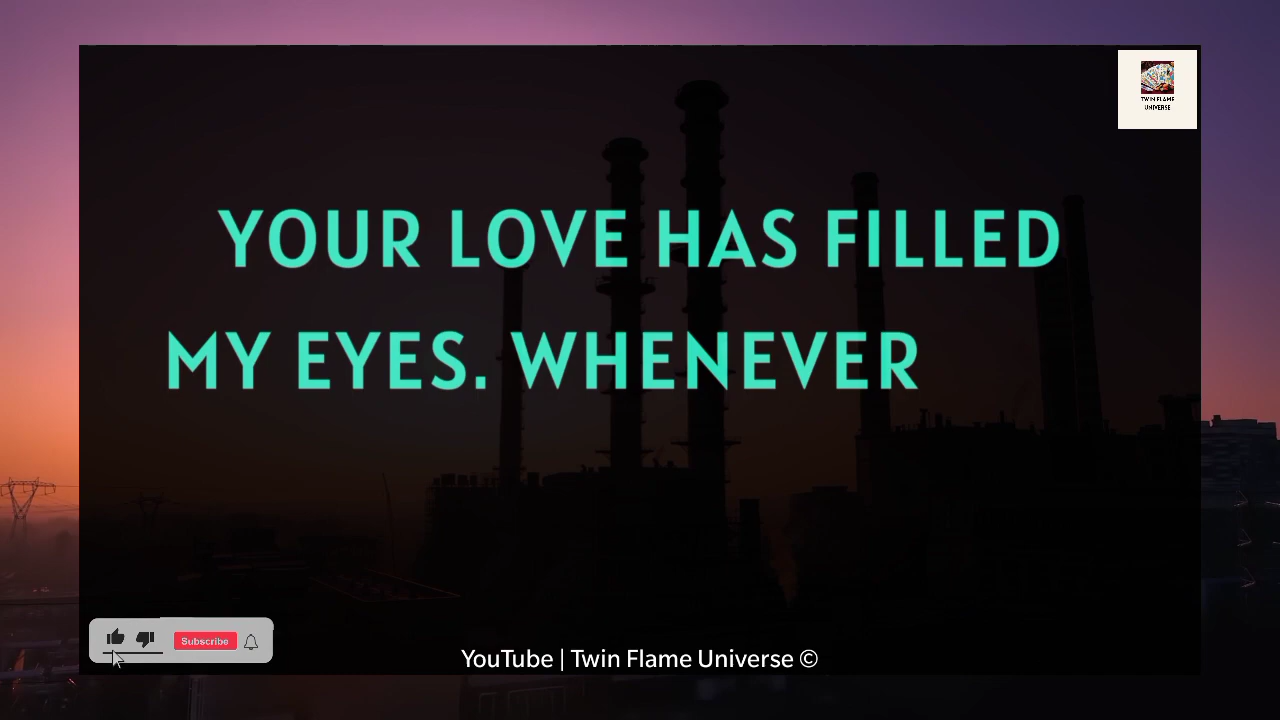 TWIN FLAME
UNIVERSE
YOUR LOVE HAS FILLED
MY EYES. WHENEVER
Subscribe
YouTube | Twin Flame Universe ©